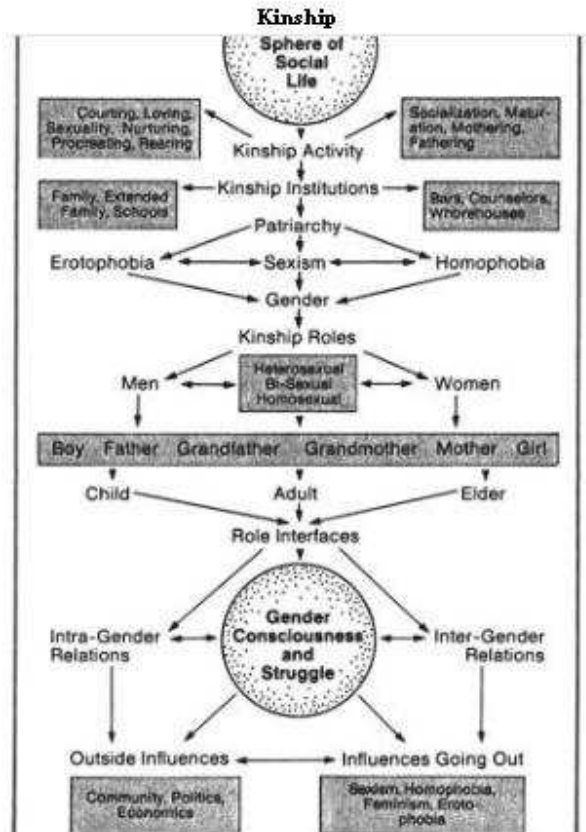 Kinship
Sphere of
Social
Life
Courting, Loving,
Sexuality, Nurturing,
Procreating, Rearing
Socialization, Matur-
ation, Mothering,
Fathering
Kinship Activity
Family, Extended
Family, Schools
Kinship Institutions
Bars, Counselors,
Whorehouses
Patriarchy
Erotophobia
Sexism
Homophobia
Gender
Kinship Roles
Men
Heterosexual
Bi-Sexual
Homosexual
Women
Boy Father Grandfather Grandmother Mother Girl
Child
Adult
Elder
Role Interfaces
Intra-Gender
Relations
Gender
Consciousness
and
Struggle
Inter-Gender
Relations
Outside Influences
Influences Going Out
Community, Politics,
Economics
Sexism, Homophobia,
Feminism, Eroto-
phobia